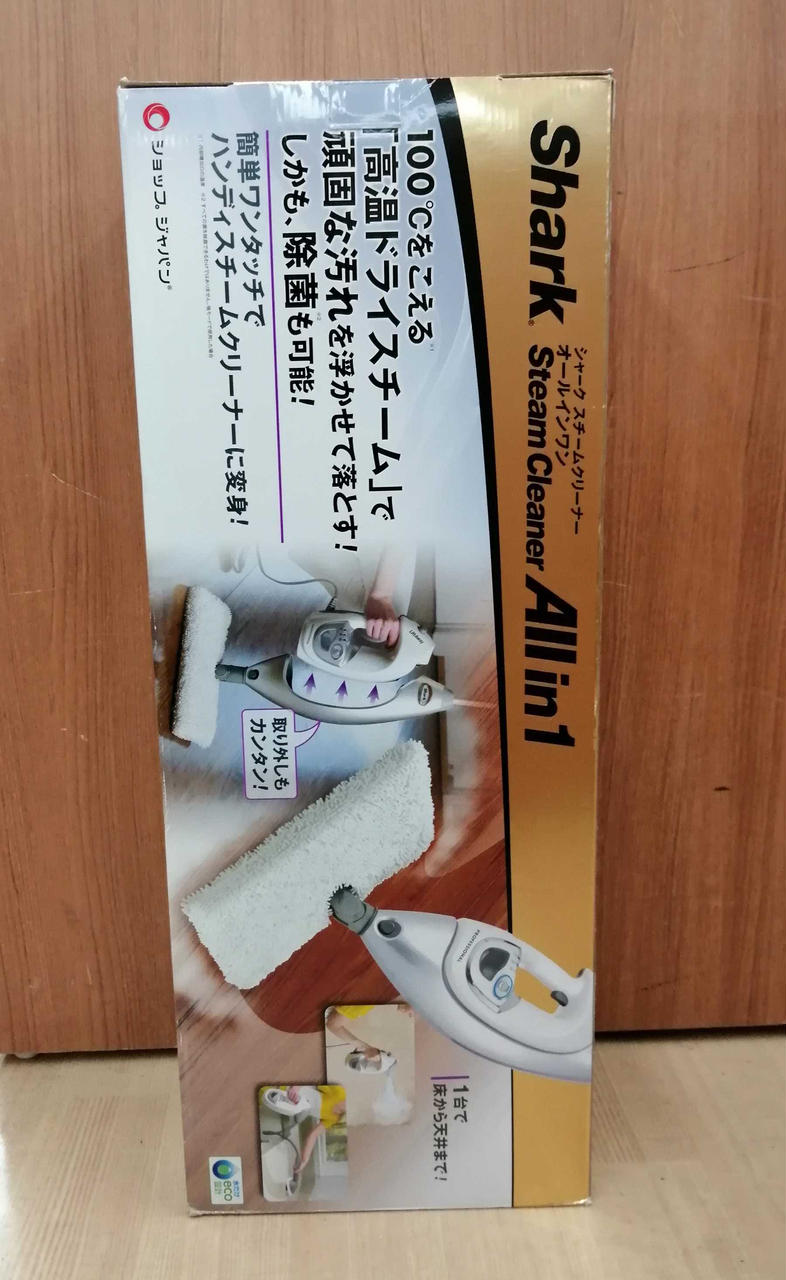 Shark®
シャーク スチームクリーナー
オールインワン
Steam Cleaner All in 1
100℃をこえる※1
「高温ドライスチーム」で
頑固な汚れを浮かせて落とす!
しかも、除菌※2も可能!
簡単ワンタッチで
ハンディスチームクリーナーに変身!
ショップ ジャパン®
取り外しも
カンタン!
PROFESSIONAL
1台で
床から天井まで!
eco
設計